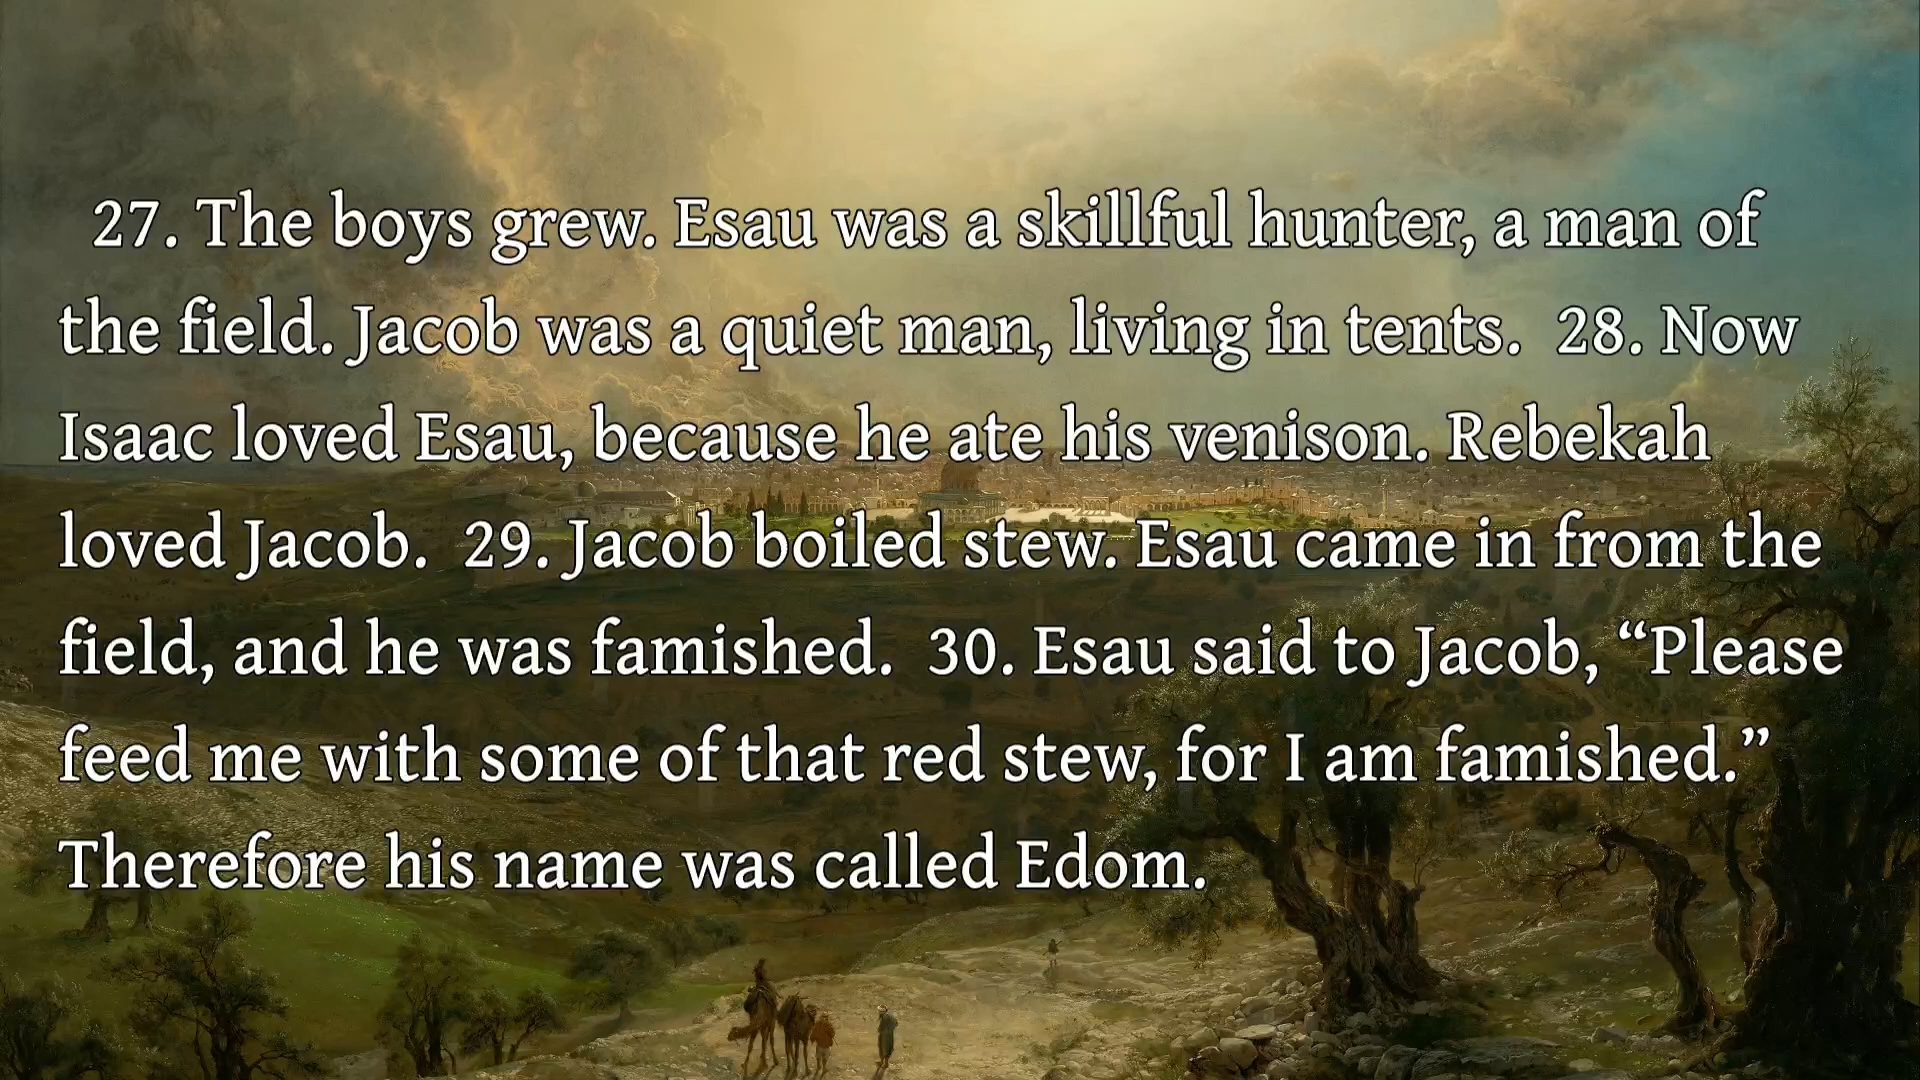 27. The boys grew. Esau was a skillful hunter, a man of
the field. Jacob was a quiet man, living in tents.  28. Now
Isaac loved Esau, because he ate his venison. Rebekah
loved Jacob.  29. Jacob boiled stew. Esau came in from the
field, and he was famished.  30. Esau said to Jacob, “Please
feed me with some of that red stew, for I am famished.”
Therefore his name was called Edom.